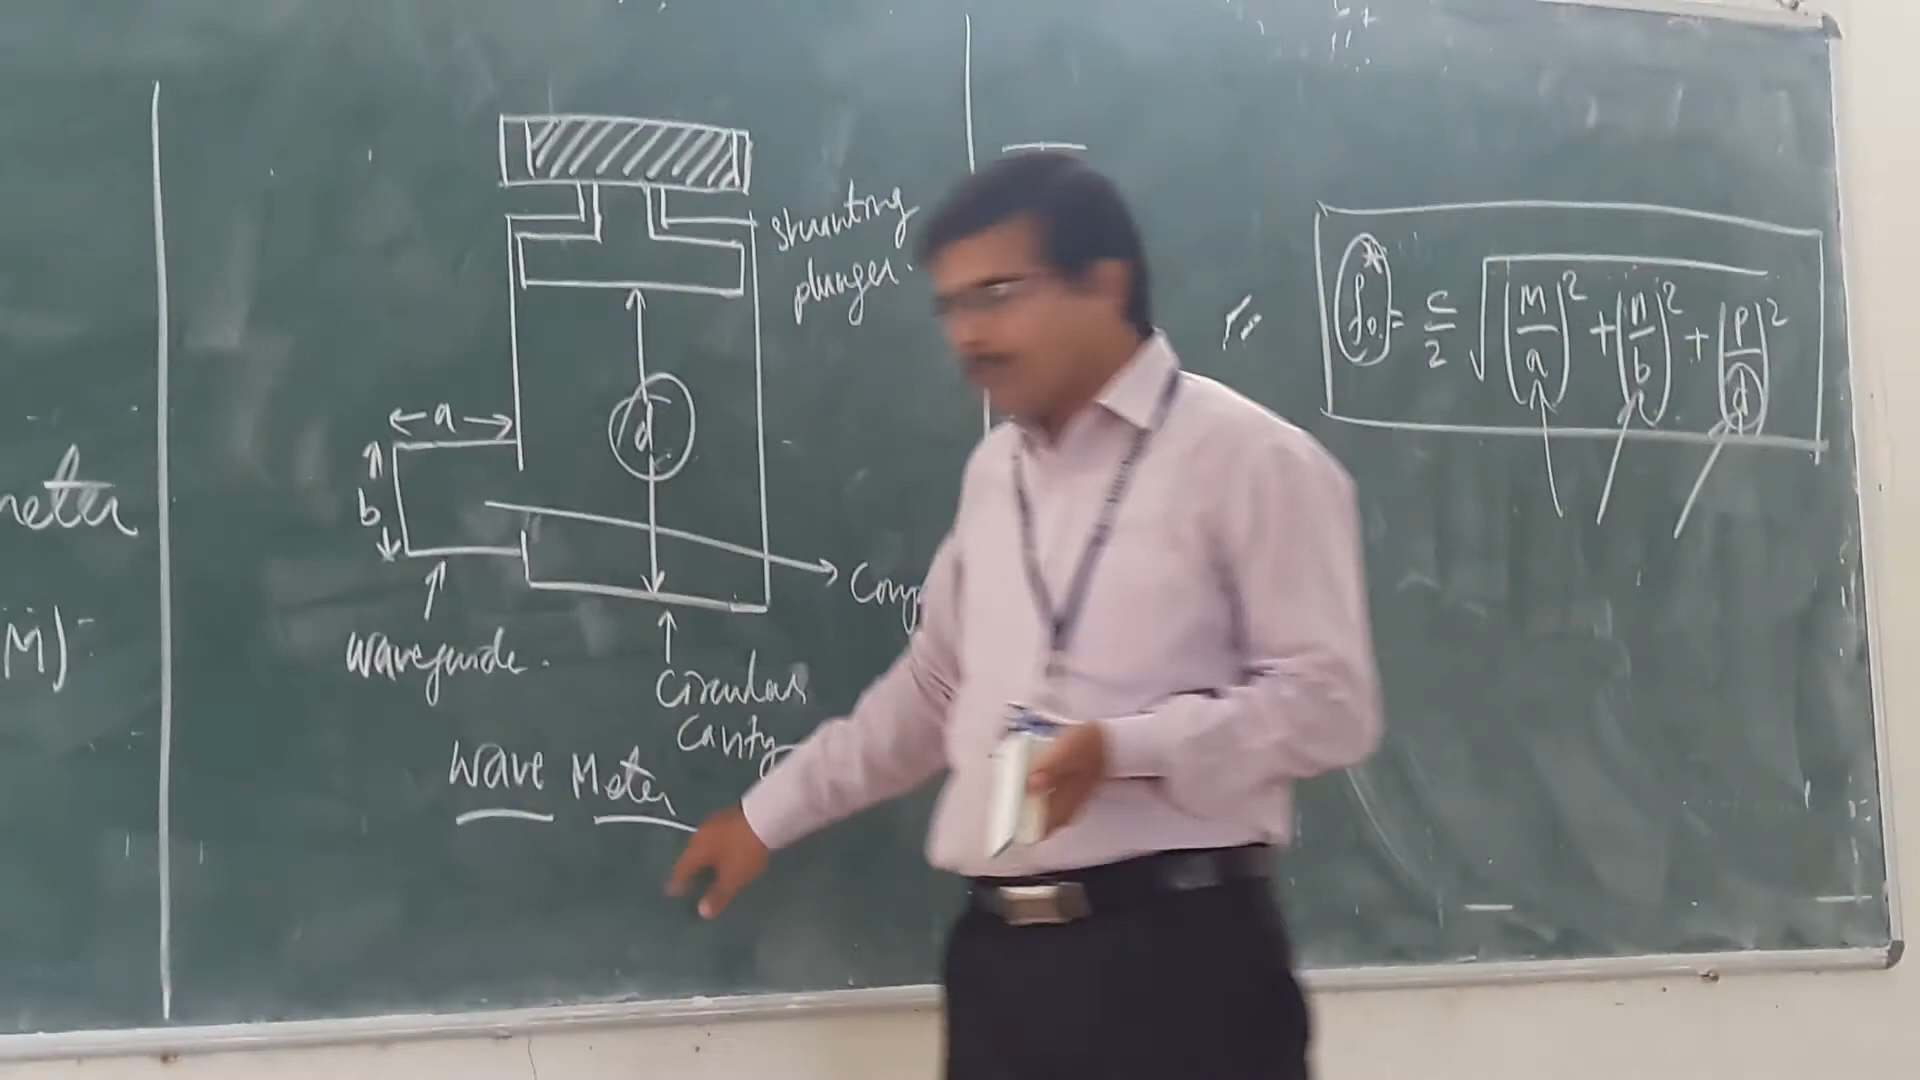 meter
M)
shunting
plunger.
a
b
d
waveguide.
Circular
Cavity
Wave Meter
f₀ = c/2 √((m/a)² + (n/b)² + (p/d)²)